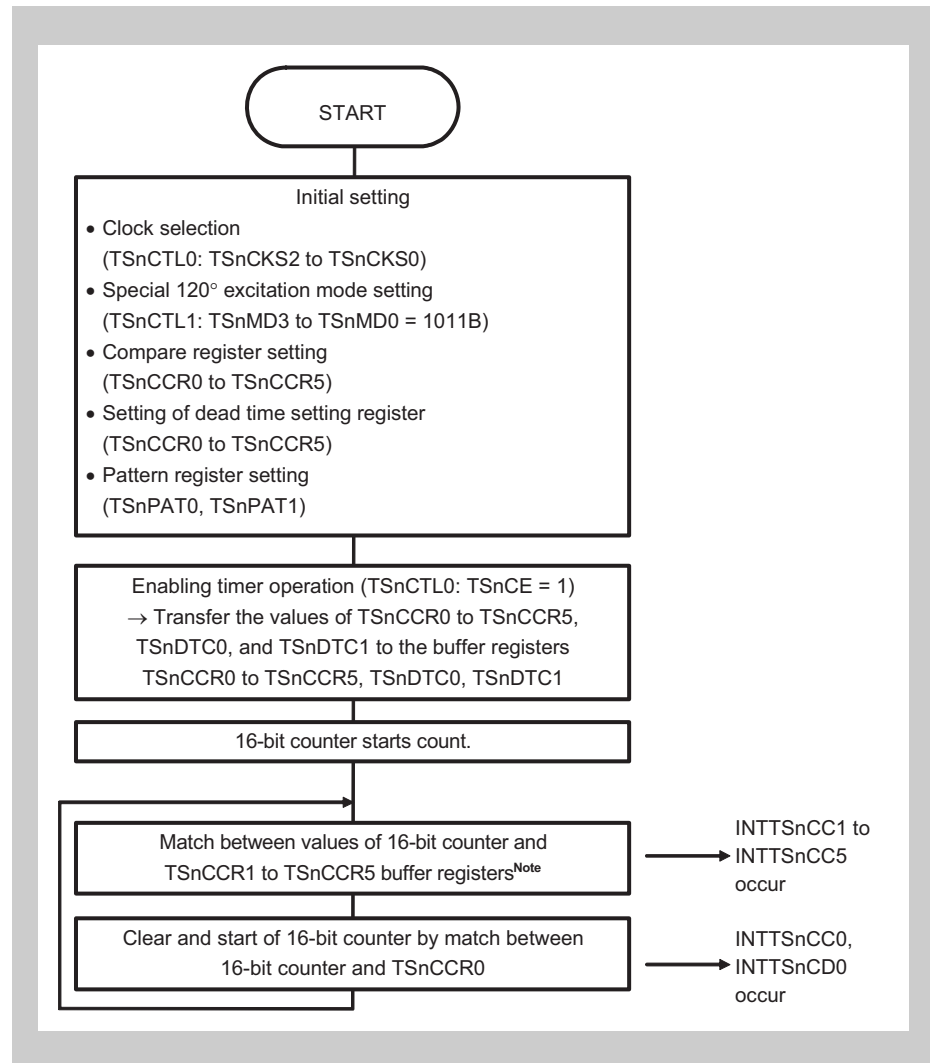 START
Initial setting
• Clock selection
(TSnCTL0: TSnCKS2 to TSnCKS0)
• Special 120° excitation mode setting
(TSnCTL1: TSnMD3 to TSnMD0 = 1011B)
• Compare register setting
(TSnCCR0 to TSnCCR5)
• Setting of dead time setting register
(TSnCCR0 to TSnCCR5)
• Pattern register setting
(TSnPAT0, TSnPAT1)
Enabling timer operation (TSnCTL0: TSnCE = 1)
→ Transfer the values of TSnCCR0 to TSnCCR5,
TSnDTC0, and TSnDTC1 to the buffer registers
TSnCCR0 to TSnCCR5, TSnDTC0, TSnDTC1
16-bit counter starts count.
Match between values of 16-bit counter and
TSnCCR1 to TSnCCR5 buffer registersNote
INTTSnCC1 to
INTTSnCC5
occur
Clear and start of 16-bit counter by match between
16-bit counter and TSnCCR0
INTTSnCC0,
INTTSnCD0
occur